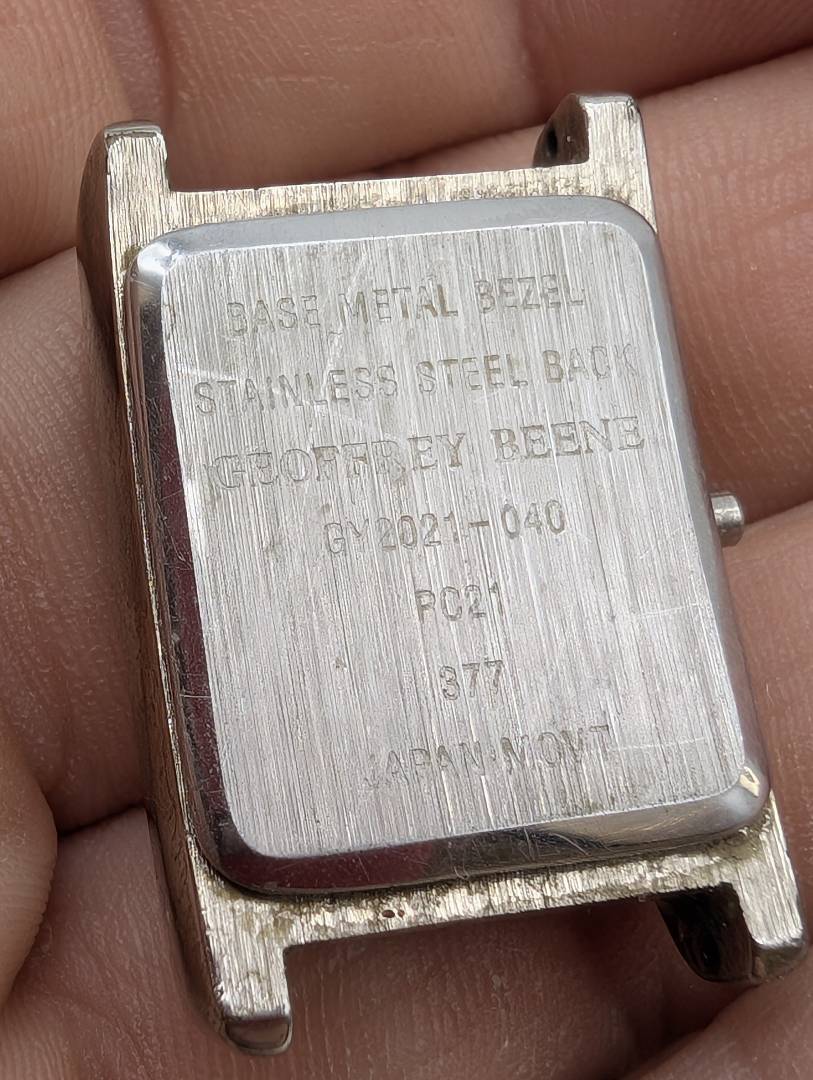 BASE METAL BEZEL
STAINLESS STEEL BACK
GEOFFREY BEENE
GY2021-040
PC21
377
JAPAN MOVT